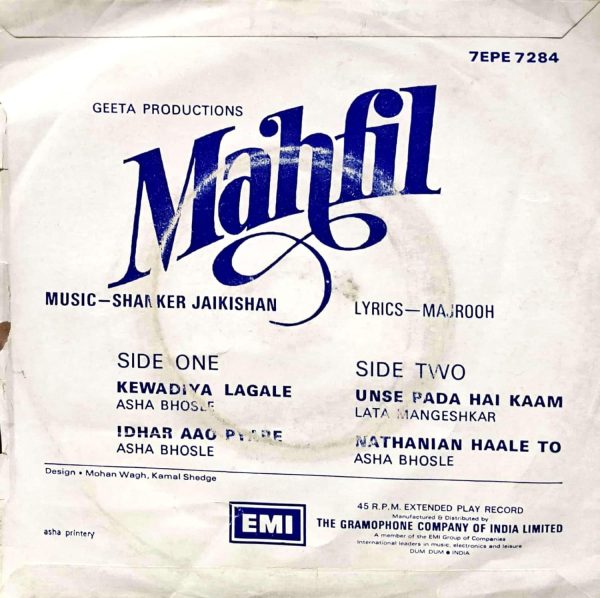 7EPE 7284
GEETA PRODUCTIONS
Mahfil
MUSIC—SHANKER JAIKISHAN
LYRICS—MAJROOH
SIDE ONE
KEWADIYA LAGALE
ASHA BHOSLE
IDHAR AAO PYARE
ASHA BHOSLE
SIDE TWO
UNSE PADA HAI KAAM
LATA MANGESHKAR
NATHANIAN HAALE TO
ASHA BHOSLE
Design • Mohan Wagh, Kamal Shedge
asha printery
EMI
45 R.P.M. EXTENDED PLAY RECORD
Manufactured & Distributed by
THE GRAMOPHONE COMPANY OF INDIA LIMITED
A member of the EMI Group of Companies
International leaders in music, electronics and leisure
DUM DUM • INDIA